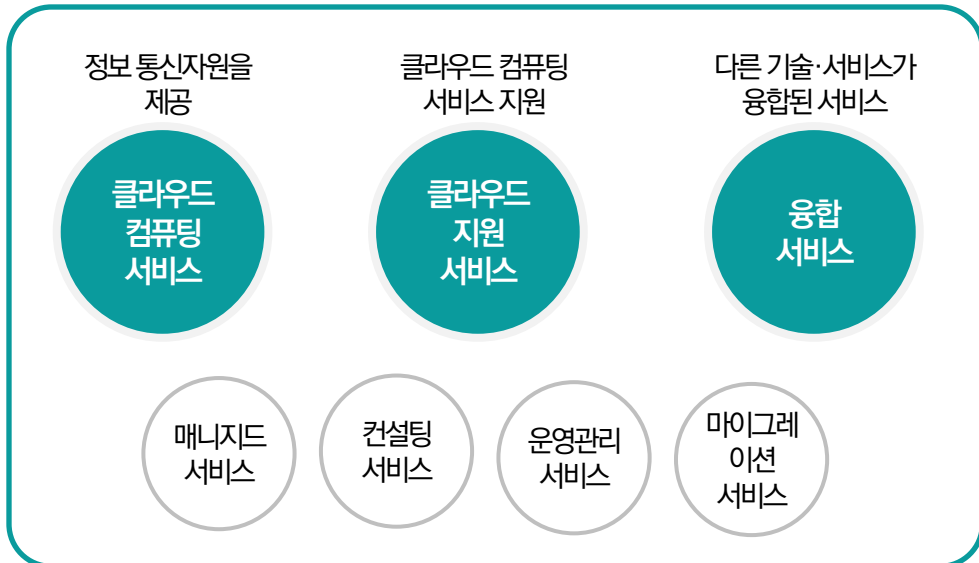 정보 통신자원을
제공
클라우드 컴퓨팅
서비스 지원
다른 기술·서비스가
융합된 서비스
클라우드
컴퓨팅
서비스
클라우드
지원
서비스
융합
서비스
매니지드
서비스
컨설팅
서비스
운영관리
서비스
마이그레
이션
서비스